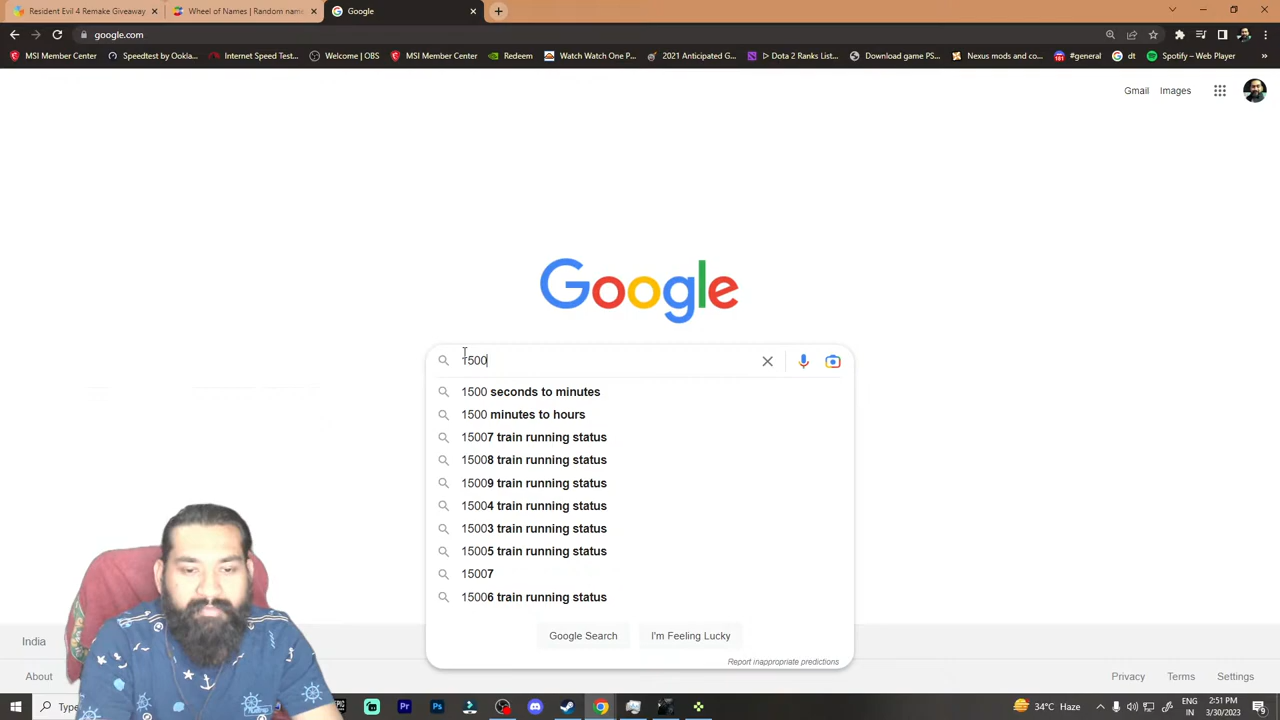 Resident Evil 4 Remake Giveaway
Wheel of Names | Random nam
Google
google.com
MSI Member Center
Speedtest by Ookla...
Internet Speed Test...
Welcome | OBS
MSI Member Center
Redeem
Watch Watch One P...
2021 Anticipated G...
▷ Dota 2 Ranks List...
Download game PS...
Nexus mods and co...
181
#general
dt
Spotify – Web Player
»
Gmail Images
Google
1500
1500 seconds to minutes
1500 minutes to hours
15007 train running status
15008 train running status
15009 train running status
15004 train running status
15003 train running status
15005 train running status
15007
15006 train running status
Google Search
I'm Feeling Lucky
Report inappropriate predictions
India
About
Privacy Terms Settings
Type
Pr
Ps
34°C Haze
ENG
IN
2:51 PM
3/30/2023